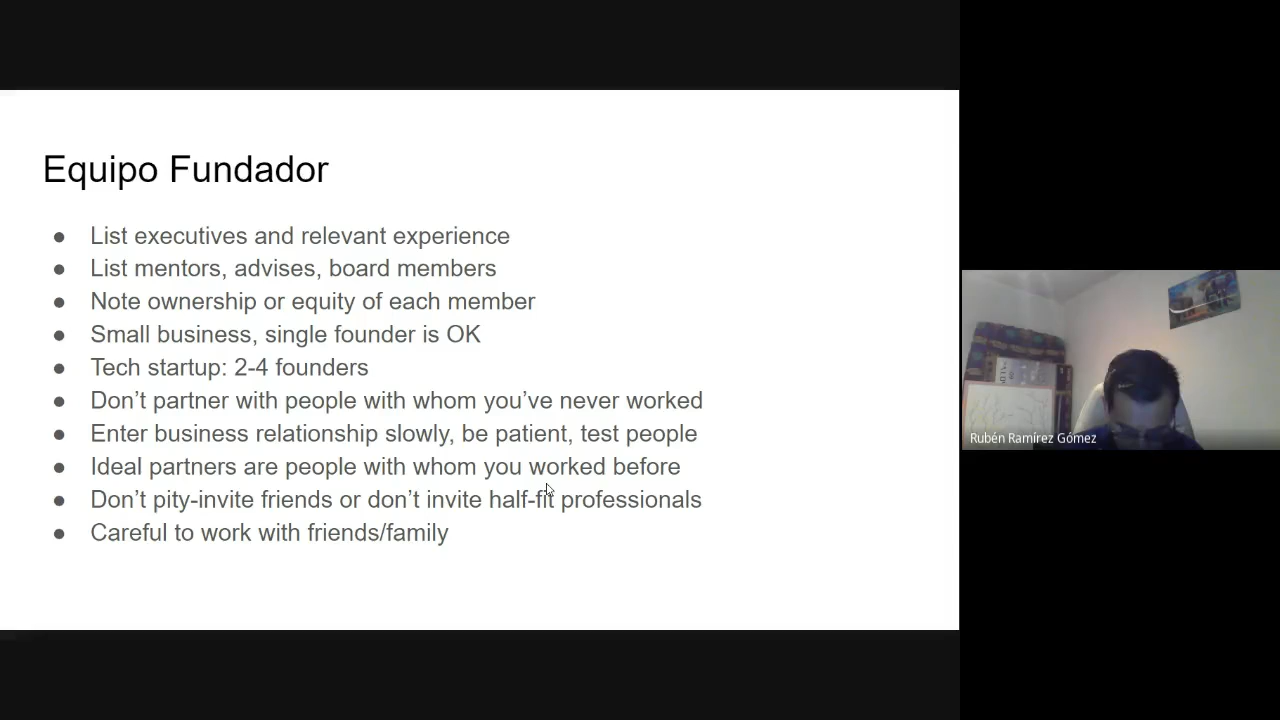 Equipo Fundador
● List executives and relevant experience
● List mentors, advises, board members
● Note ownership or equity of each member
● Small business, single founder is OK
● Tech startup: 2-4 founders
● Don’t partner with people with whom you’ve never worked
● Enter business relationship slowly, be patient, test people
● Ideal partners are people with whom you worked before
● Don’t pity-invite friends or don’t invite half-fit professionals
● Careful to work with friends/family
Rubén Ramírez Gómez